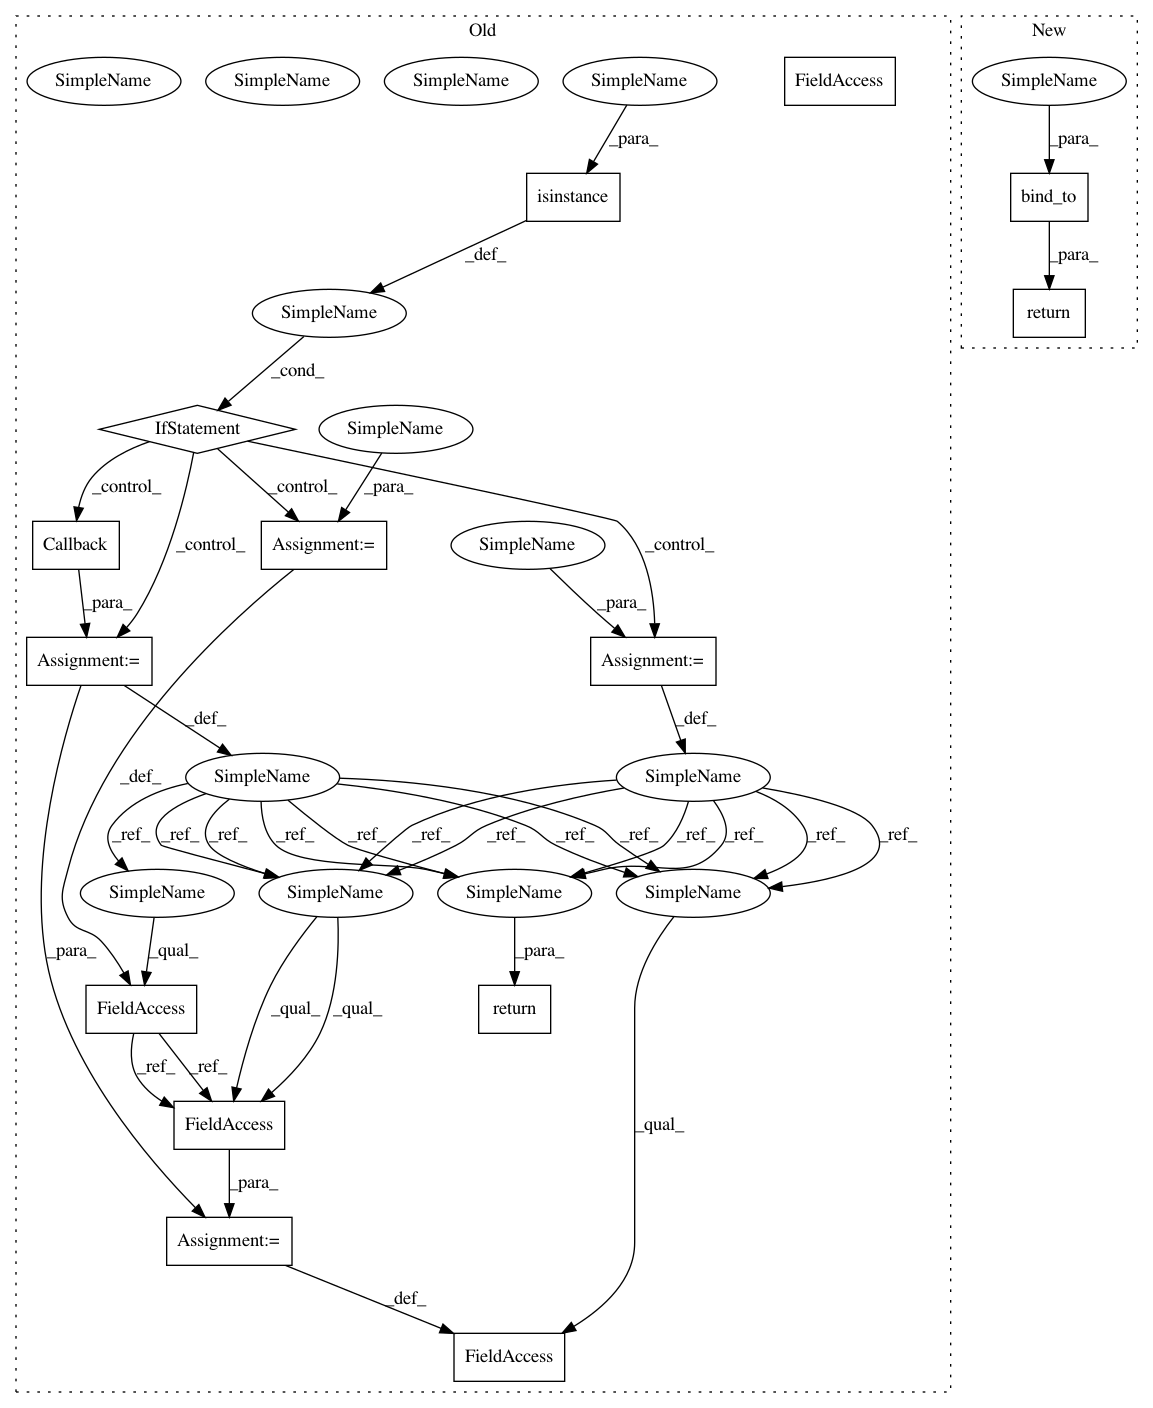 Old
New
SimpleName
SimpleName
SimpleName
SimpleName
FieldAccess
SimpleName
_para_
_para_
isinstance
bind_to
_def_
_para_
SimpleName
return
_cond_
IfStatement
SimpleName
_control_
_control_
_para_
Callback
_control_
Assignment:=
SimpleName
_control_
_para_
_para_
Assignment:=
Assignment:=
_def_
_def_
_def_
SimpleName
SimpleName
_ref_
_ref_
_ref_
_ref_
_ref_
_ref_
_ref_
_ref_
_ref_
_ref_
_ref_
_ref_
_ref_
SimpleName
SimpleName
SimpleName
SimpleName
_para_
_qual_
_qual_
_qual_
_para_
FieldAccess
return
_ref_
_ref_
FieldAccess
_qual_
_para_
Assignment:=
_def_
FieldAccess